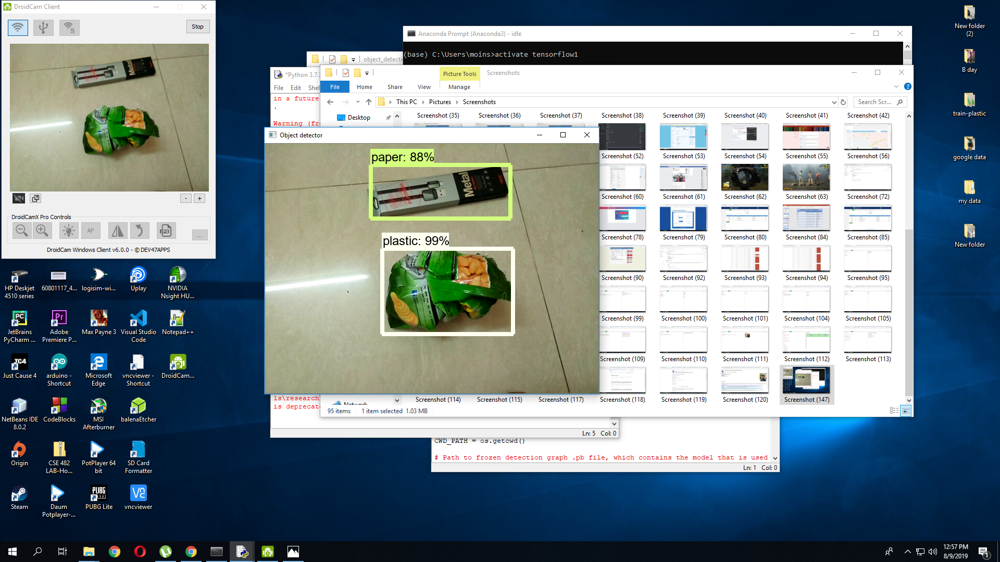 DroidCam Client
Stop
Metal
DroidCamX Pro Controls
AF
JPG
...
DroidCam Windows Client v6.0.0 - © DEV47APPS
Anaconda Prompt (Anaconda3) - idle
(base) C:\Users\moins>activate tensorflow1
object_detecti
*Python 3.7.
File Edit Shel
in a future
.
Warning (fr
Picture Tools
Screenshots
File Home Share View Manage
This PC > Pictures > Screenshots
Search Scr...
Desktop
Screenshot (35) Screenshot (36) Screenshot (37) Screenshot (38) Screenshot (39) Screenshot (40) Screenshot (41) Screenshot (42)
Screenshot (52) Screenshot (53) Screenshot (54) Screenshot (55) Screenshot (56)
Screenshot (60) Screenshot (61) Screenshot (62) Screenshot (63) Screenshot (72)
Screenshot (78) Screenshot (79) Screenshot (80) Screenshot (84) Screenshot (85)
Screenshot (90) Screenshot (92) Screenshot (93) Screenshot (94) Screenshot (95)
Screenshot (99) Screenshot (100) Screenshot (101) Screenshot (104) Screenshot (105)
Screenshot (109) Screenshot (110) Screenshot (111) Screenshot (112) Screenshot (113)
Screenshot (114) Screenshot (115) Screenshot (117) Screenshot (118) Screenshot (119) Screenshot (120) Screenshot (147)
Network
95 items 1 item selected 1.03 MB
Object detector
paper: 88%
Metal
plastic: 99%
ls\research
is deprecat
Ln: 5 Col: 0
CWD_PATH = os.getcwd()
# Path to frozen detection graph .pb file, which contains the model that is used
Ln: 1 Col: 0
New folder
(2)
B day
train-plastic
google data
my data
New folder
HP Deskjet
4510 series
60801117_4...
logisim-wi...
Uplay
NVIDIA
Nsight HU...
JetBrains
PyCharm ...
Adobe
Premiere P...
Max Payne 3
Visual Studio
Code
Notepad++
Just Cause 4
arduino -
Shortcut
Microsoft
Edge
vncviewer -
Shortcut
DroidCam...
NetBeans IDE
8.0.2
CodeBlocks
MSI
Afterburner
balenaEtcher
Origin
CSE 482
LAB-Ho...
PotPlayer 64
bit
SD Card
Formatter
Steam
Daum
Potplayer-...
PUBG Lite
vncviewer
12:57 PM
8/9/2019
1